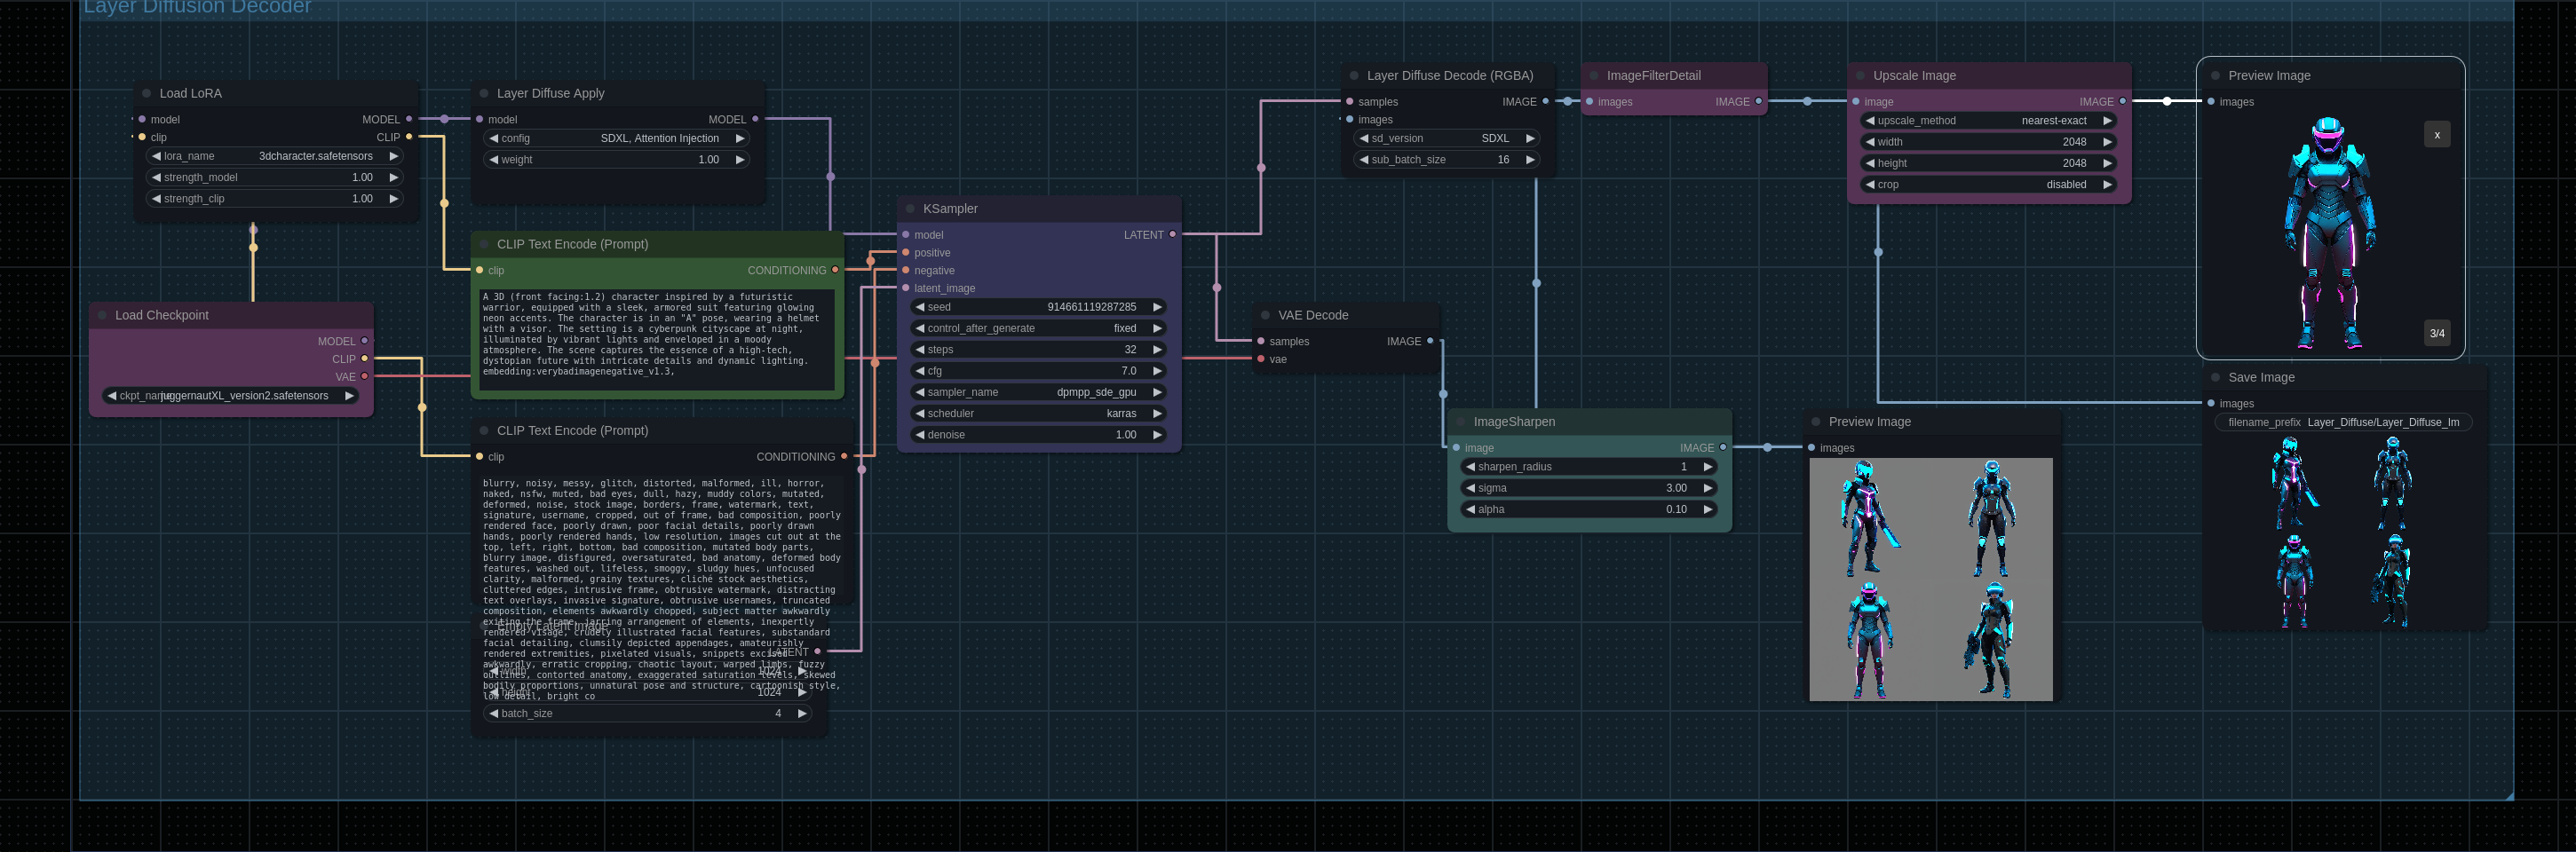 Layer Diffusion Decoder
Load LoRA
model MODEL
clip CLIP
lora_name 3dcharacter.safetensors
strength_model 1.00
strength_clip 1.00
Layer Diffuse Apply
model MODEL
config SDXL, Attention Injection
weight 1.00
Load Checkpoint
MODEL
CLIP
VAE
juggernautXL_version2.safetensors
CLIP Text Encode (Prompt)
clip CONDITIONING
A 3D (front facing:1.2) character inspired by a futuristic
warrior, equipped with a sleek, armored suit featuring glowing
neon accents. The character is in an "A" pose, wearing a helmet
with a visor. The setting is a cyberpunk cityscape at night,
illuminated by vibrant lights and enveloped in a moody
atmosphere. The scene captures the essence of a high-tech,
dystopian future with intricate details and dynamic lighting.
embedding:verybadimagenegative_v1.3,
CLIP Text Encode (Prompt)
clip CONDITIONING
blurry, noisy, messy, glitch, distorted, malformed, ill, horror,
naked, nsfw, muted, bad eyes, dull, hazy, muddy colors, mutated,
deformed, noise, stock image, borders, frame, watermark, text,
signature, username, cropped, out of frame, bad composition, poorly
rendered face, poorly drawn, poor facial details, poorly drawn
hands, poorly rendered hands, low resolution, images cut out at the
top, left, right, bottom, bad composition, mutated body parts,
blurry image, disfigured, oversaturated, bad anatomy, deformed body
features, washed out, lifeless, smoggy, sludgy hues, unfocused
clarity, malformed, grainy textures, cliché stock aesthetics,
cluttered edges, intrusive frame, obtrusive watermark, distracting
text overlays, invasive signature, obtrusive usernames, truncated
composition, elements awkwardly chopped, subject matter awkwardly
exiting the frame, jarring arrangement of elements, inexpertly
rendered visage, crudely illustrated facial features, substandard
facial detailing, clumsily depicted appendages, amateurishly
rendered extremities, pixelated visuals, snippets excised
awkwardly, erratic cropping, chaotic layout, warped limbs, fuzzy
outlines, contorted anatomy, exaggerated saturation levels, skewed
bodily proportions, unnatural pose and structure, cartoonish style,
low detail, bright co
Empty Latent Image
LATENT
width 1024
height 1024
batch_size 4
KSampler
model LATENT
positive
negative
latent_image
seed 914661119287285
control_after_generate fixed
steps 32
cfg 7.0
sampler_name dpmpp_sde_gpu
scheduler karras
denoise 1.00
VAE Decode
samples IMAGE
vae
Layer Diffuse Decode (RGBA)
samples IMAGE
images
sd_version SDXL
sub_batch_size 16
ImageFilterDetail
images IMAGE
ImageSharpen
image IMAGE
sharpen_radius 1
sigma 3.00
alpha 0.10
Upscale Image
image IMAGE
upscale_method nearest-exact
width 2048
height 2048
crop disabled
Preview Image
images
Preview Image
images
x
3/4
Save Image
images
filename_prefix Layer_Diffuse/Layer_Diffuse_Im